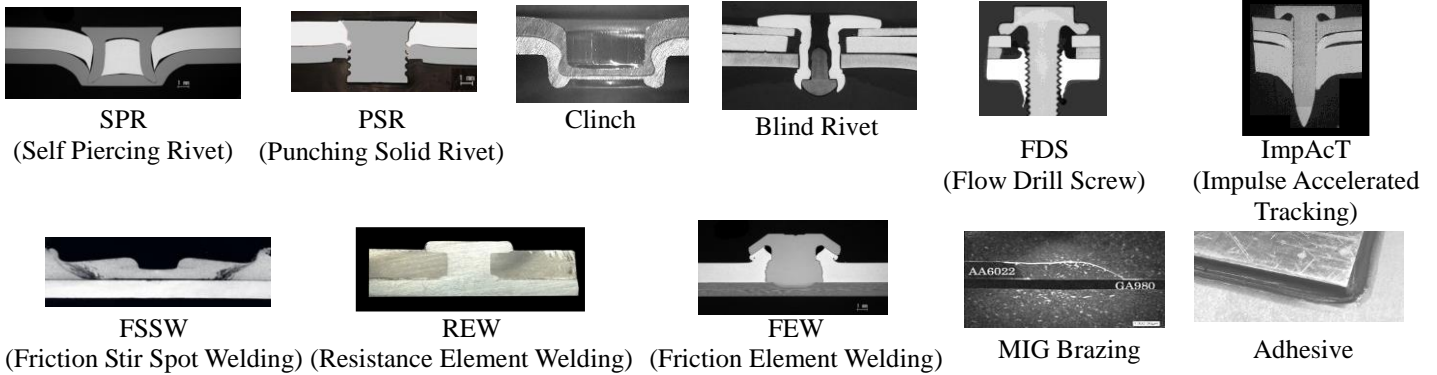 SPR
(Self Piercing Rivet)
PSR
(Punching Solid Rivet)
Clinch
Blind Rivet
FDS
(Flow Drill Screw)
ImpAcT
(Impulse Accelerated
Tracking)
FSSW
(Friction Stir Spot Welding)
REW
(Resistance Element Welding)
FEW
(Friction Element Welding)
AA6022
GA980
MIG Brazing
Adhesive